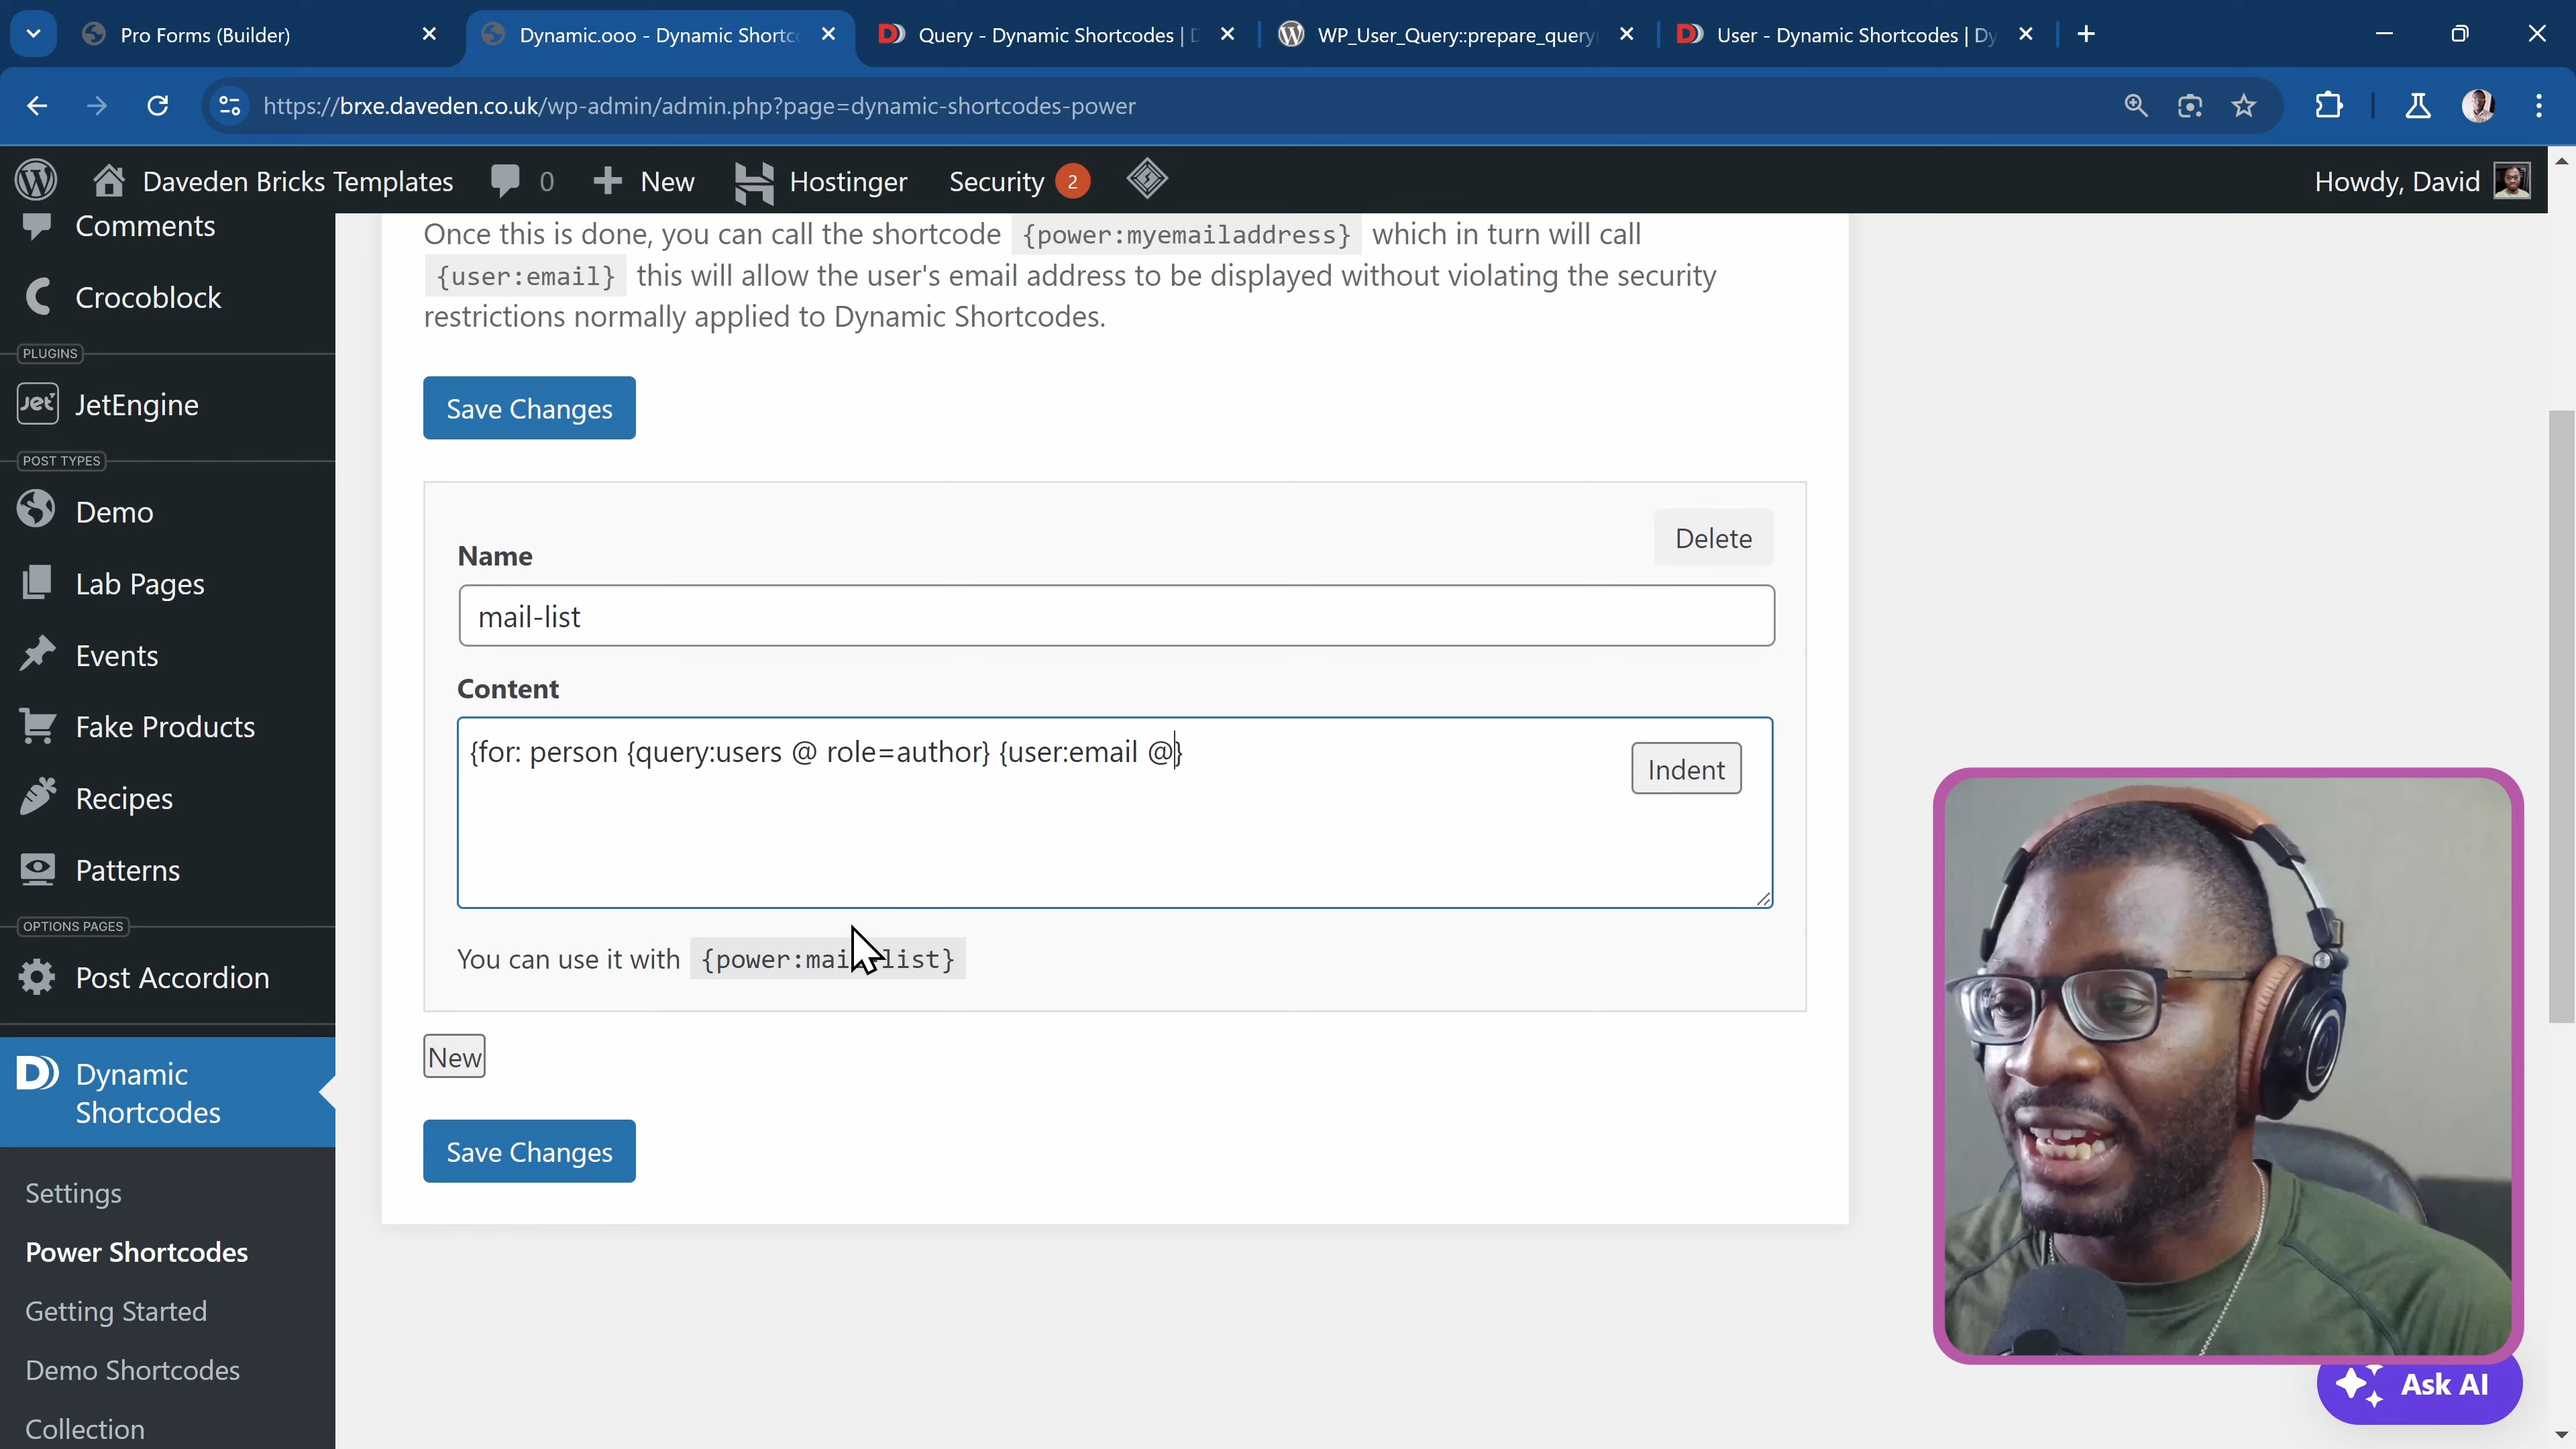 Pro Forms (Builder)
Dynamic.ooo - Dynamic Shortc
Query - Dynamic Shortcodes | D
WP_User_Query::prepare_query
User - Dynamic Shortcodes | Dy
https://brxe.daveden.co.uk/wp-admin/admin.php?page=dynamic-shortcodes-power
Daveden Bricks Templates
0
New
Hostinger
Security 2
Howdy, David
Comments
Crocoblock
PLUGINS
Jet JetEngine
POST TYPES
Demo
Lab Pages
Events
Fake Products
Recipes
Patterns
OPTIONS PAGES
Post Accordion
Dynamic
Shortcodes
Settings
Power Shortcodes
Getting Started
Demo Shortcodes
Collection
Once this is done, you can call the shortcode {power:myemailaddress} which in turn will call
{user:email} this will allow the user's email address to be displayed without violating the security
restrictions normally applied to Dynamic Shortcodes.
Save Changes
Delete
Name
mail-list
Content
{for: person {query:users @ role=author} {user:email @}
Indent
You can use it with {power:mail-list}
New
Save Changes
Ask AI